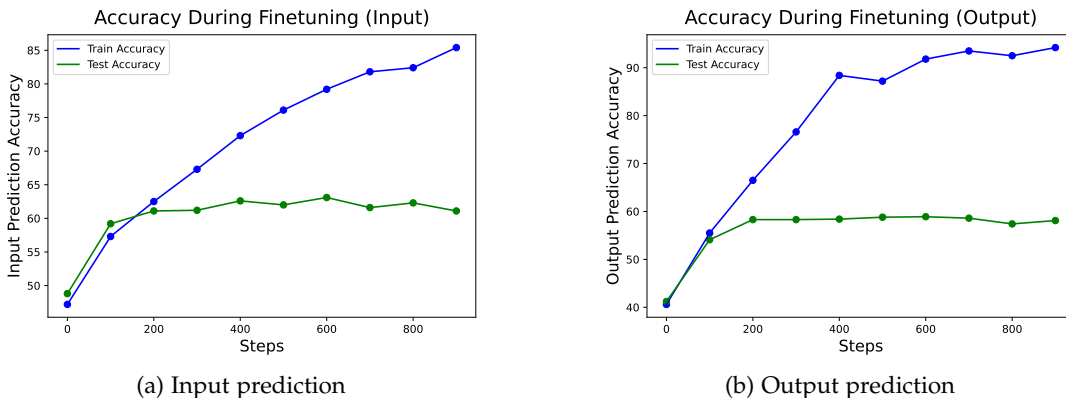 Accuracy During Finetuning (Input)
Train Accuracy
Test Accuracy
Input Prediction Accuracy
85
80
75
70
65
60
55
50
0
200
400
600
800
Steps
(a) Input prediction
Accuracy During Finetuning (Output)
Train Accuracy
Test Accuracy
Output Prediction Accuracy
90
80
70
60
50
40
0
200
400
600
800
Steps
(b) Output prediction